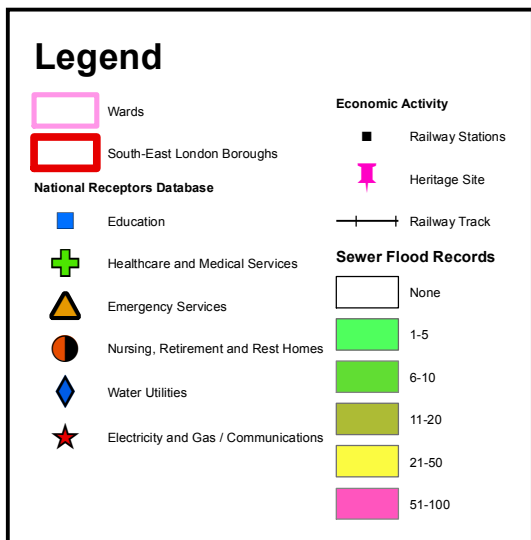 Legend
Wards
South-East London Boroughs
National Receptors Database
Education
Healthcare and Medical Services
Emergency Services
Nursing, Retirement and Rest Homes
Water Utilities
Electricity and Gas / Communications
Economic Activity
Railway Stations
Heritage Site
Railway Track
Sewer Flood Records
None
1-5
6-10
11-20
21-50
51-100